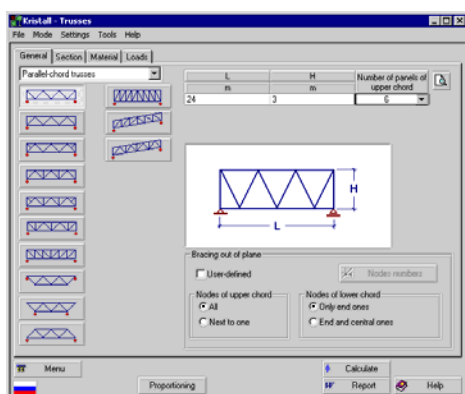 Kristall - Trusses
File Mode Settings Tools Help
General Section Material Loads
Parallel-chord trusses
L H Number of panels of
m m upper chord
24 3 6
H
L
Bracing out of plane
User-defined
Nodes numbers
Nodes of upper chord Nodes of lower chord
All Only end ones
Next to one End and central ones
Menu Calculate
Proportioning Report Help